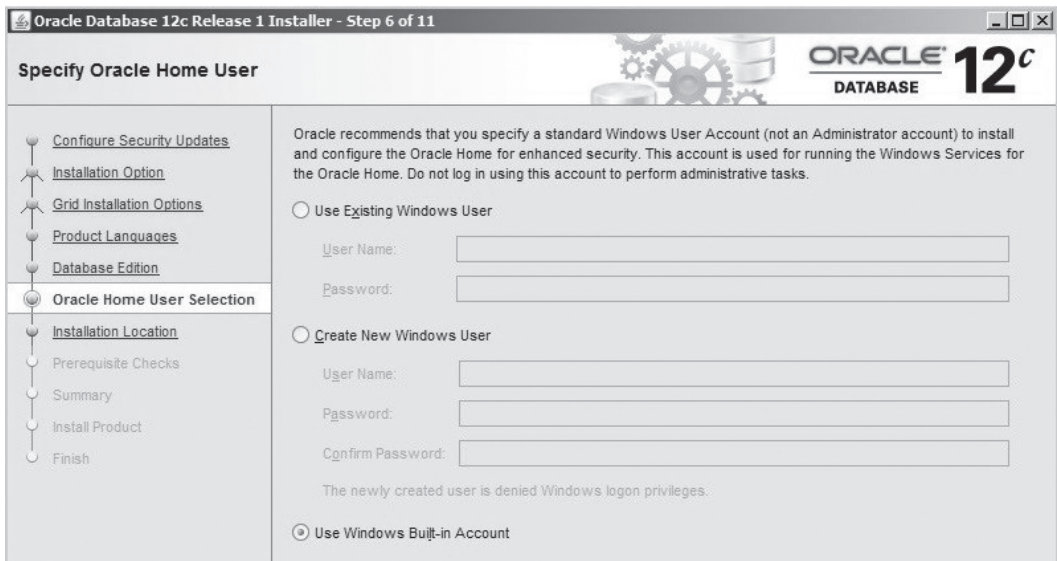 Oracle Database 12c Release 1 Installer - Step 6 of 11
Specify Oracle Home User
ORACLE®
DATABASE
12c
Configure Security Updates
Installation Option
Grid Installation Options
Product Languages
Database Edition
Oracle Home User Selection
Installation Location
Prerequisite Checks
Summary
Install Product
Finish
Oracle recommends that you specify a standard Windows User Account (not an Administrator account) to install
and configure the Oracle Home for enhanced security. This account is used for running the Windows Services for
the Oracle Home. Do not log in using this account to perform administrative tasks.
Use Existing Windows User
User Name:
Password:
Create New Windows User
User Name:
Password:
Confirm Password:
The newly created user is denied Windows logon privileges.
Use Windows Built-in Account